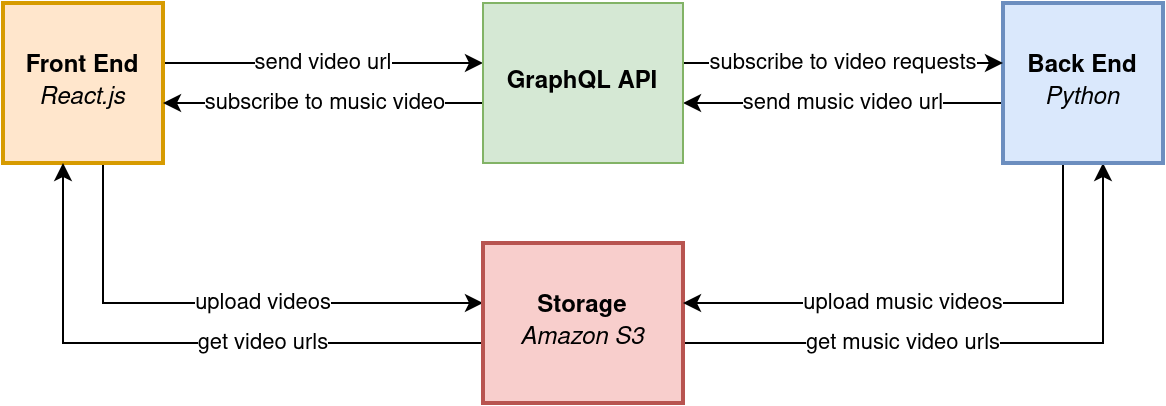 Front End
React.js
send video url
subscribe to music video
GraphQL API
subscribe to video requests
send music video url
Back End
Python
upload videos
get video urls
Storage
Amazon S3
upload music videos
get music video urls